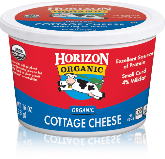 HORIZON
ORGANIC
Excellent Source
of Protein
Small Curd
4% Milkfat
ORGANIC
COTTAGE CHEESE